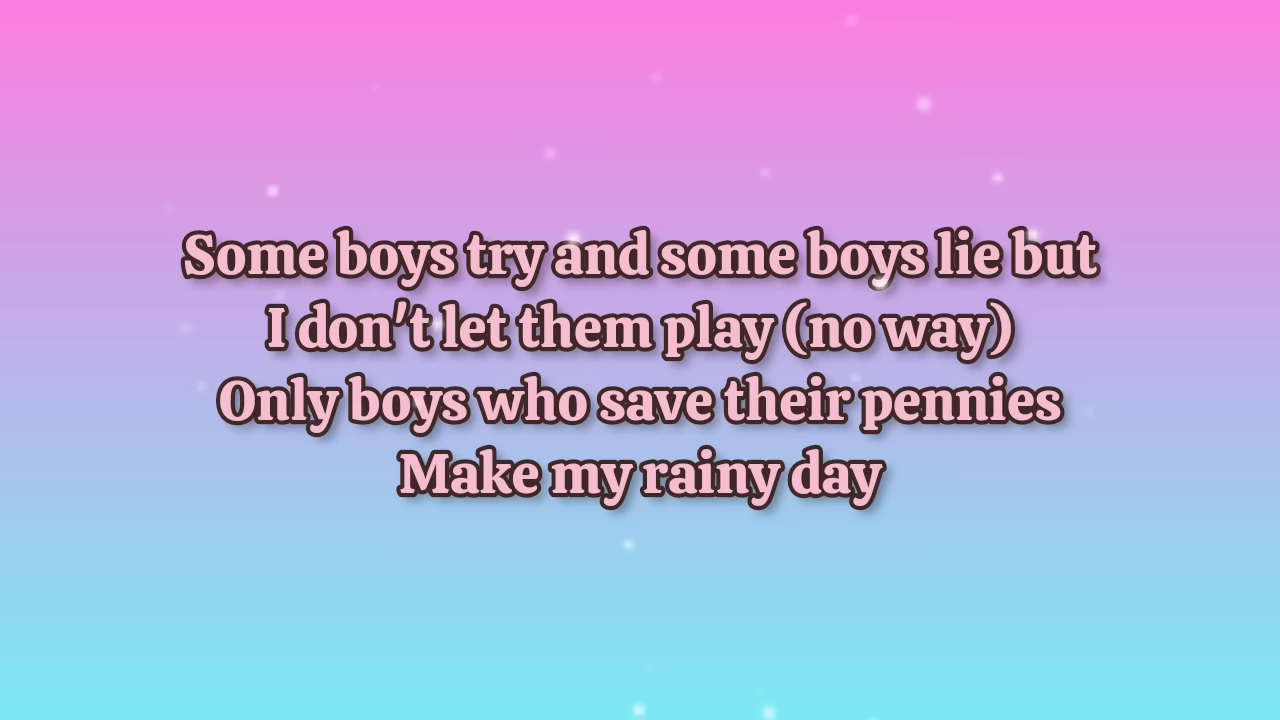 Some boys try and some boys lie but
I don't let them play (no way)
Only boys who save their pennies
Make my rainy day